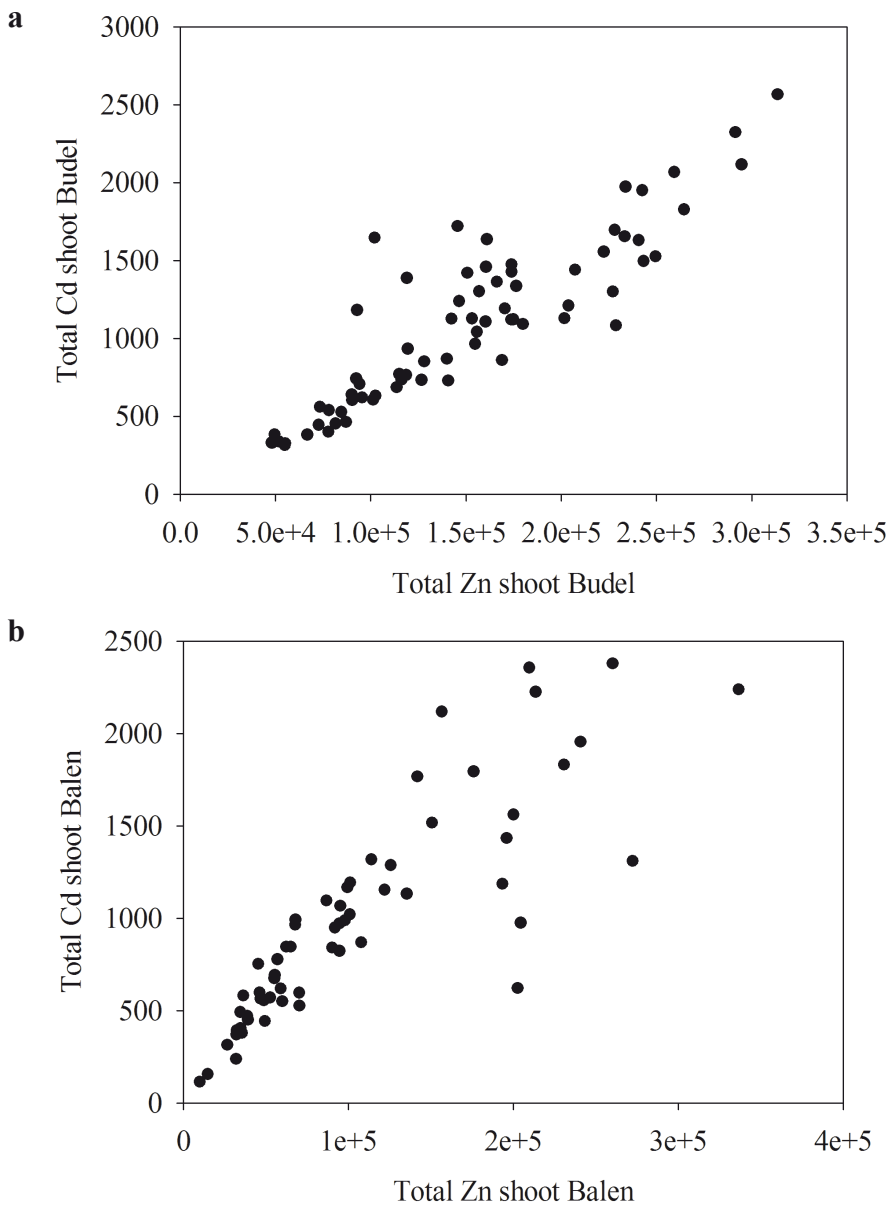 a
3000
2500
2000
1500
1000
500
0
Total Cd shoot Budel
0.0 5.0e+4 1.0e+5 1.5e+5 2.0e+5 2.5e+5 3.0e+5 3.5e+5
Total Zn shoot Budel
b
2500
2000
1500
1000
500
0
Total Cd shoot Balen
0 1e+5 2e+5 3e+5 4e+5
Total Zn shoot Balen